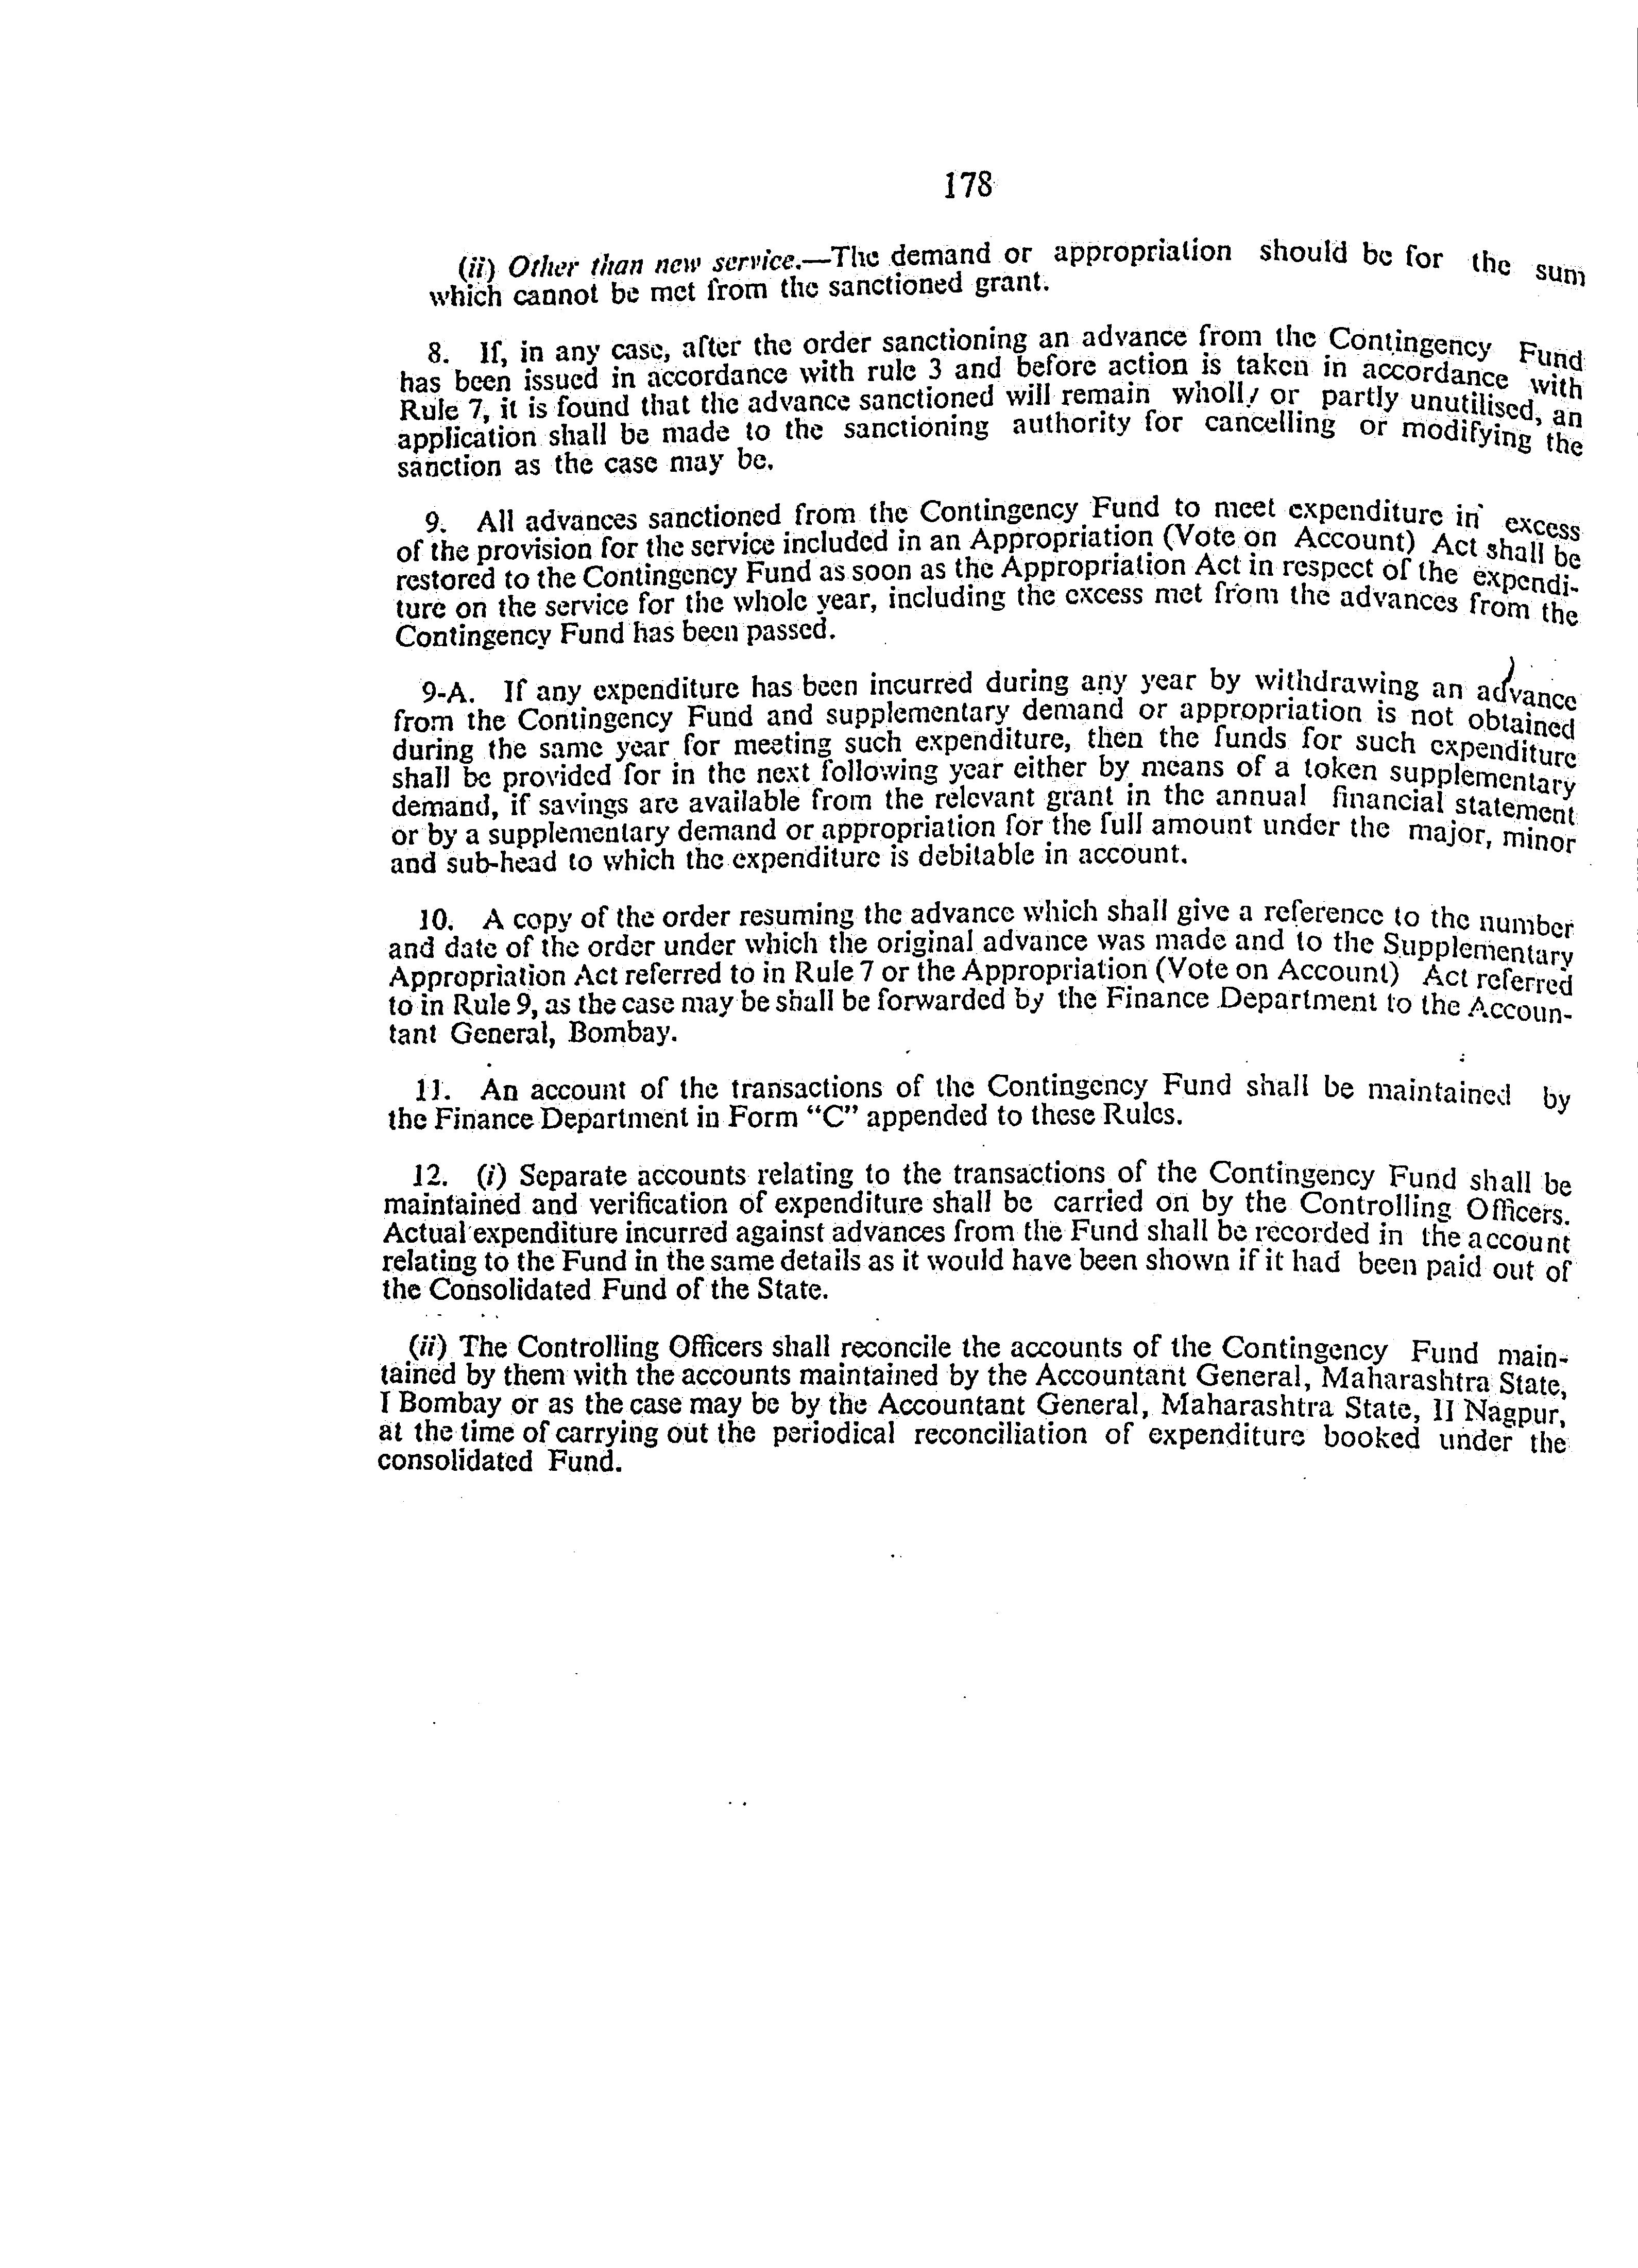 178
(ii) Other than new service.—The demand or appropriation should be for the sum
which cannot be met from the sanctioned grant.
8. If, in any case, after the order sanctioning an advance from the Contingency Fund
has been issued in accordance with rule 3 and before action is taken in accordance with
Rule 7, it is found that the advance sanctioned will remain wholly or partly unutilised, an
application shall be made to the sanctioning authority for cancelling or modifying the
sanction as the case may be.
9. All advances sanctioned from the Contingency Fund to meet expenditure in excess
of the provision for the service included in an Appropriation (Vote on Account) Act shall be
restored to the Contingency Fund as soon as the Appropriation Act in respect of the expendi-
ture on the service for the whole year, including the excess met from the advances from the
Contingency Fund has been passed.
9-A. If any expenditure has been incurred during any year by withdrawing an advance
from the Contingency Fund and supplementary demand or appropriation is not obtained
during the same year for meeting such expenditure, then the funds for such expenditure
shall be provided for in the next following year either by means of a token supplementary
demand, if savings are available from the relevant grant in the annual financial statement
or by a supplementary demand or appropriation for the full amount under the major, minor
and sub-head to which the expenditure is debitable in account.
10. A copy of the order resuming the advance which shall give a reference to the number
and date of the order under which the original advance was made and to the Supplementary
Appropriation Act referred to in Rule 7 or the Appropriation (Vote on Account) Act referred
to in Rule 9, as the case may be shall be forwarded by the Finance Department to the Accoun-
tant General, Bombay.
11. An account of the transactions of the Contingency Fund shall be maintained by
the Finance Department in Form “C” appended to these Rules.
12. (i) Separate accounts relating to the transactions of the Contingency Fund shall be
maintained and verification of expenditure shall be carried on by the Controlling Officers.
Actual expenditure incurred against advances from the Fund shall be recorded in the account
relating to the Fund in the same details as it would have been shown if it had been paid out of
the Consolidated Fund of the State.
(ii) The Controlling Officers shall reconcile the accounts of the Contingency Fund main-
tained by them with the accounts maintained by the Accountant General, Maharashtra State,
I Bombay or as the case may be by the Accountant General, Maharashtra State, II Nagpur,
at the time of carrying out the periodical reconciliation of expenditure booked under the
consolidated Fund.